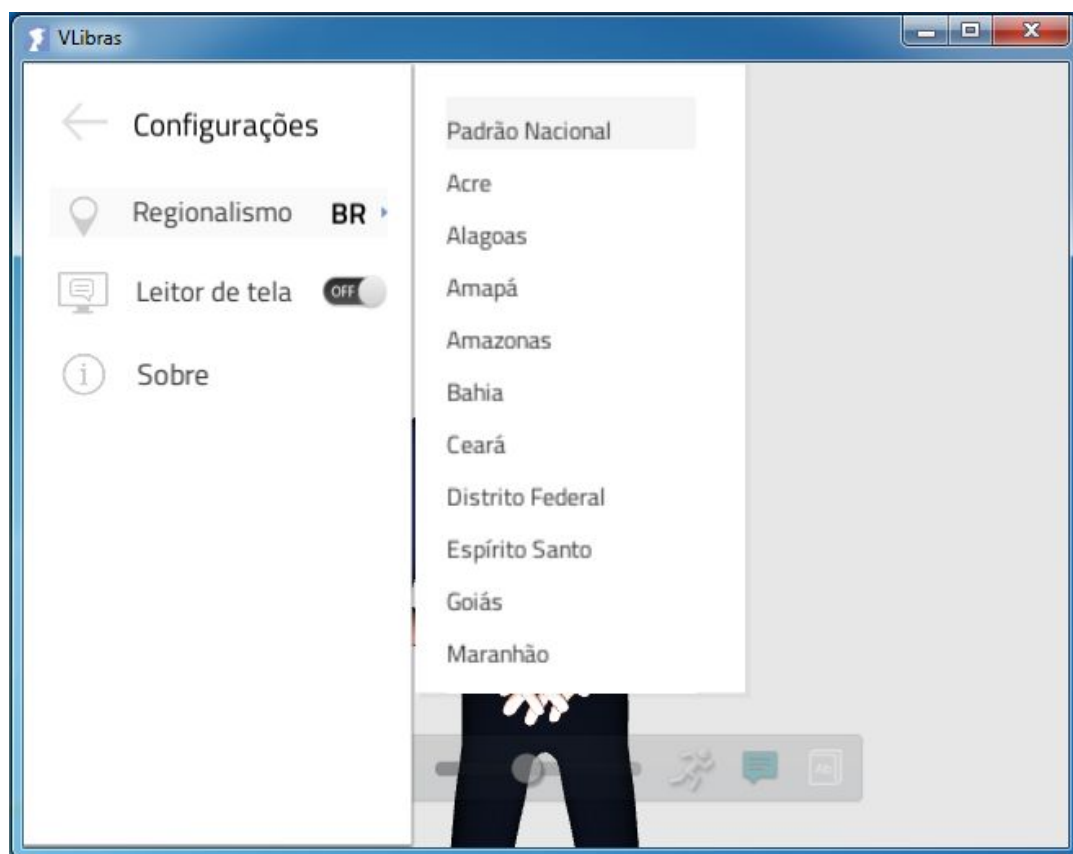 VLibras
Configurações
Regionalismo BR
Leitor de tela OFF
Sobre
Padrão Nacional
Acre
Alagoas
Amapá
Amazonas
Bahia
Ceará
Distrito Federal
Espírito Santo
Goiás
Maranhão